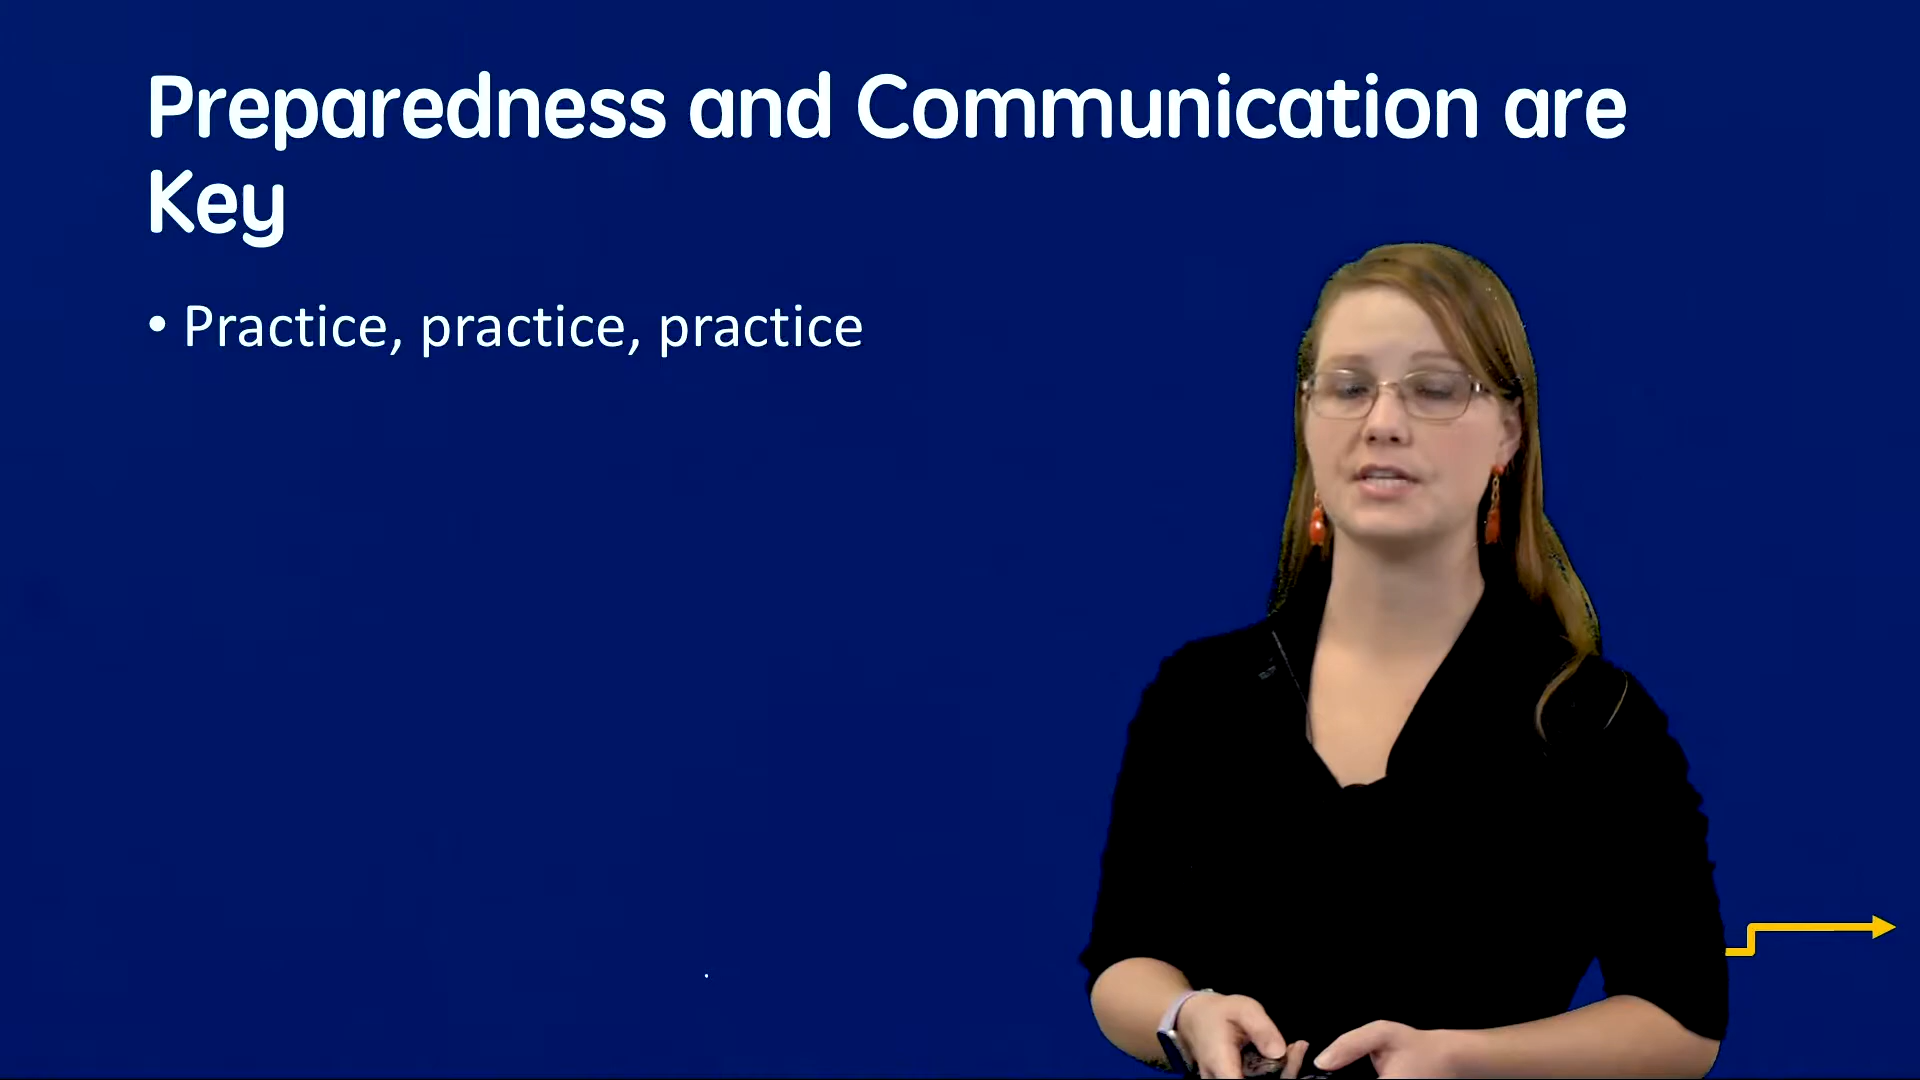 Preparedness and Communication are
Key
• Practice, practice, practice